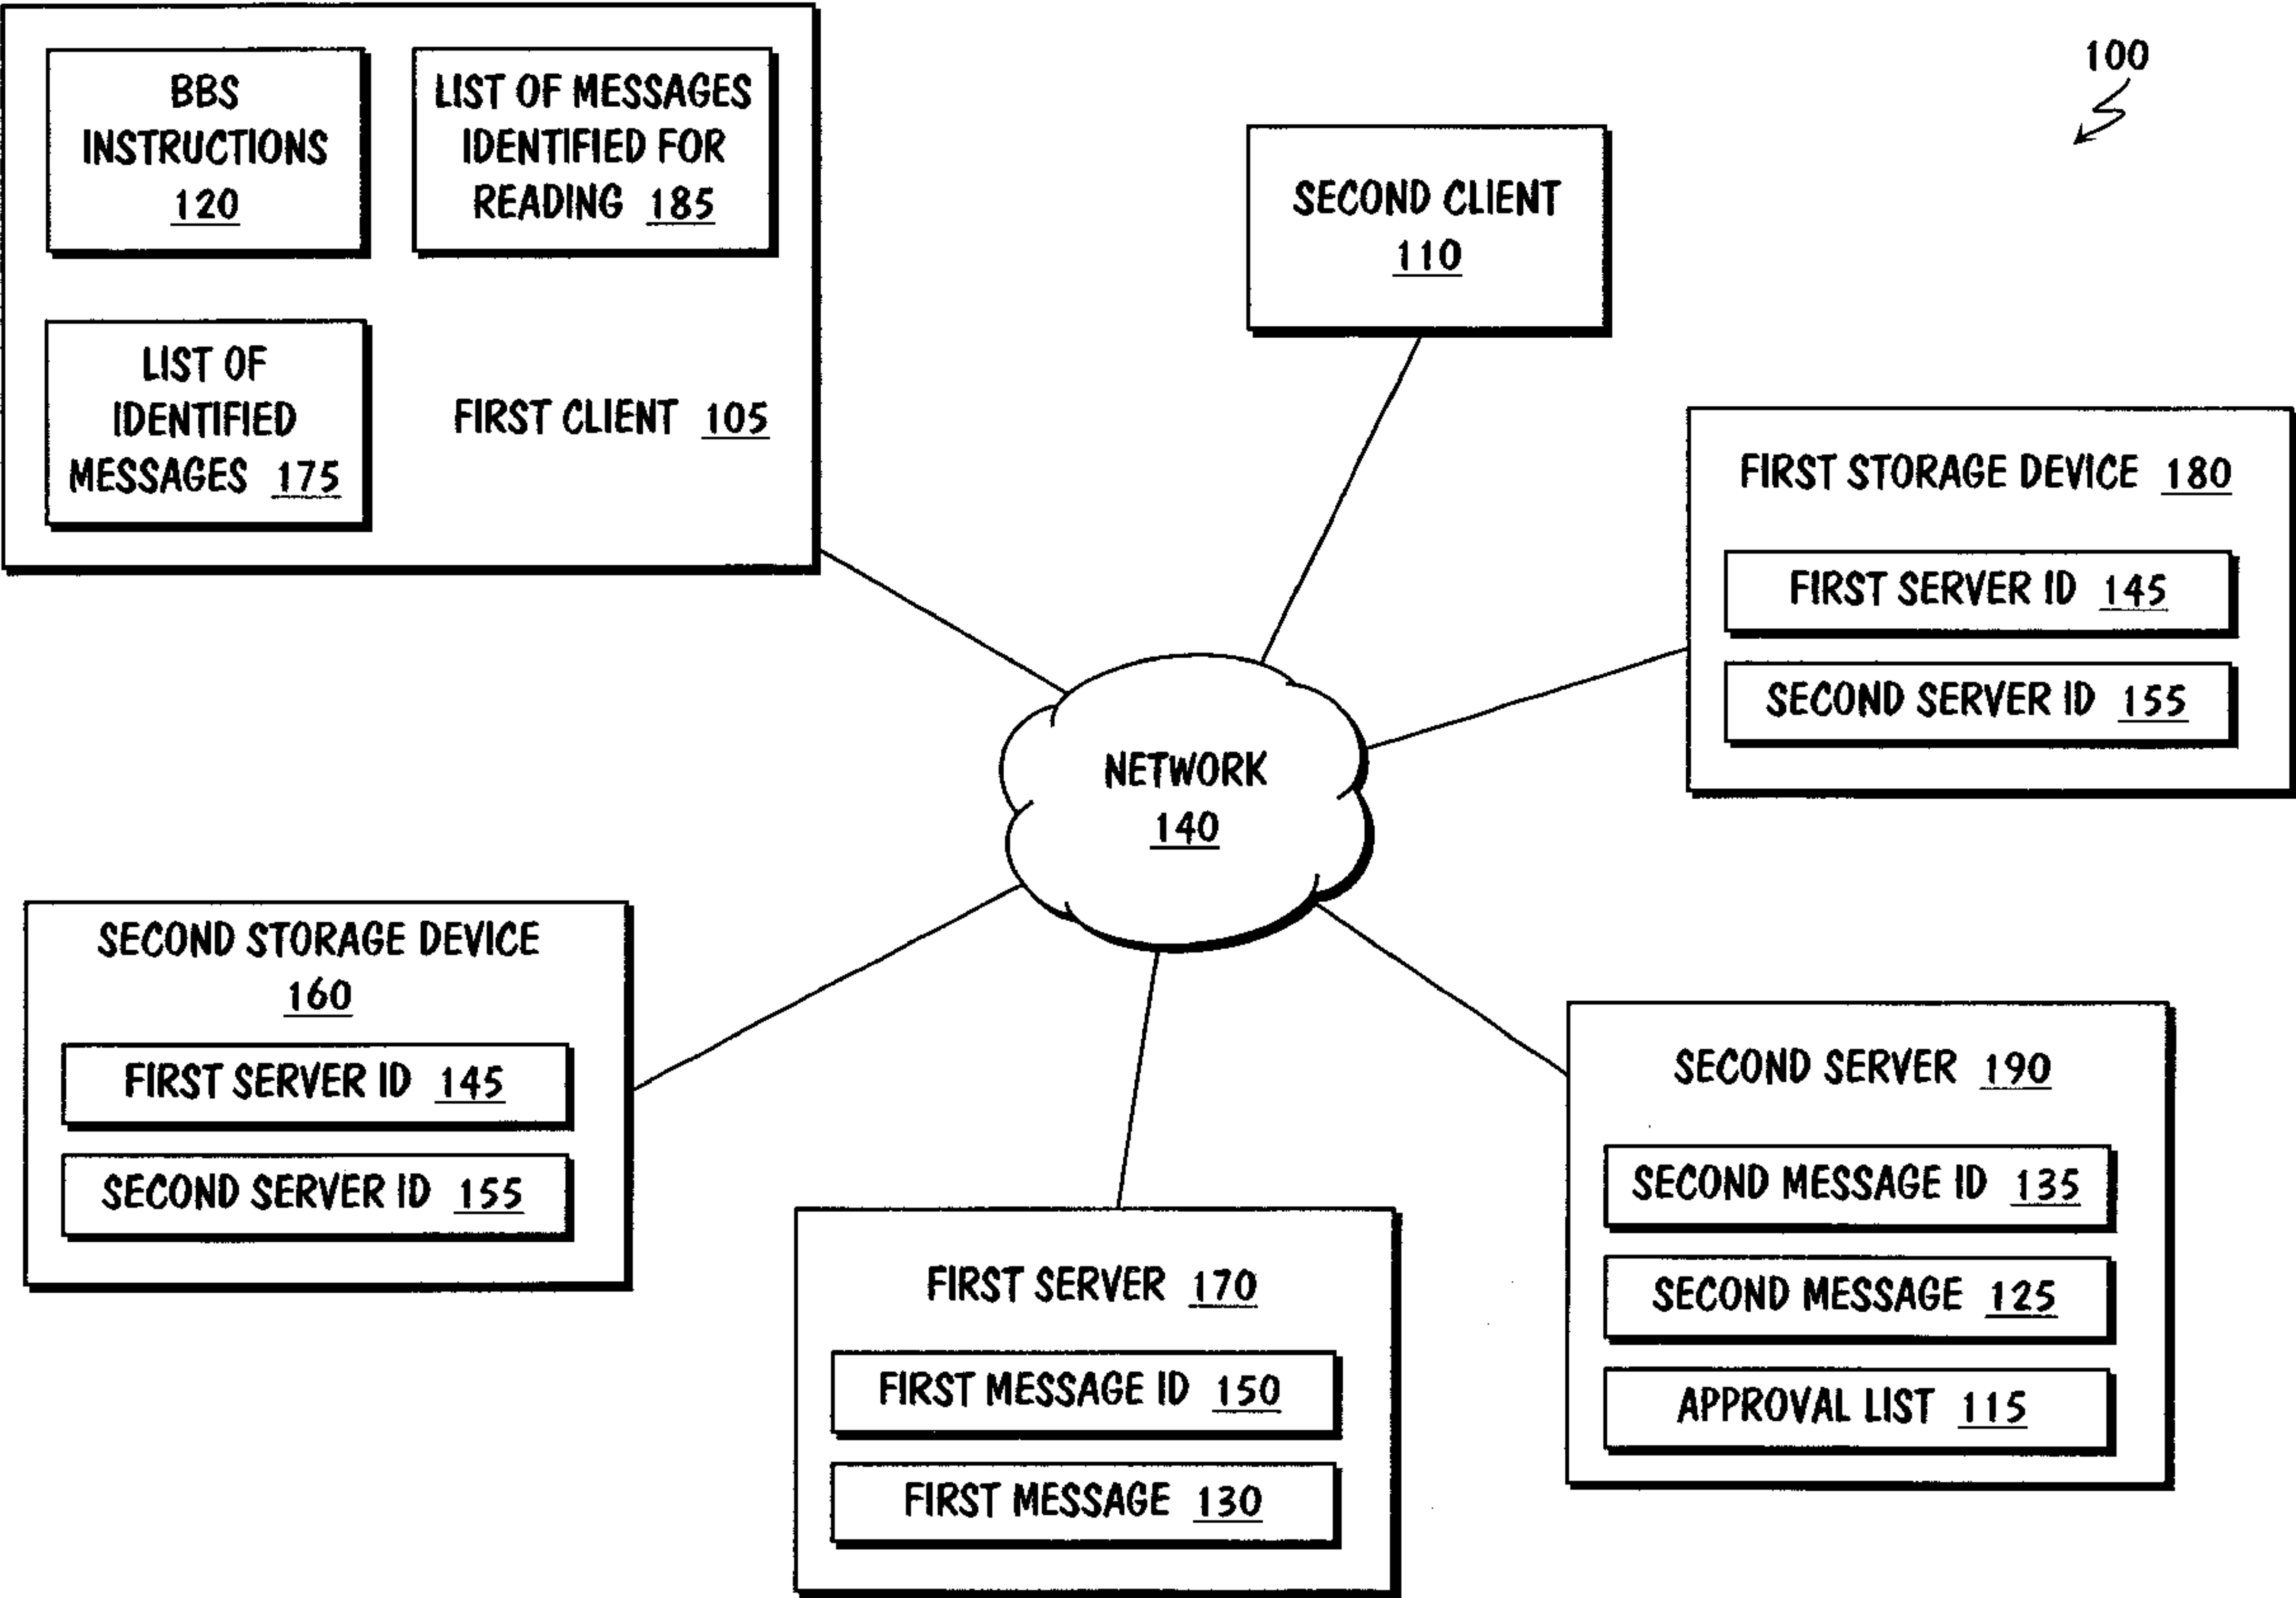 BBS
INSTRUCTIONS
120
LIST OF MESSAGES
IDENTIFIED FOR
READING 185
LIST OF
IDENTIFIED
MESSAGES 175
FIRST CLIENT 105
100
SECOND CLIENT
110
FIRST STORAGE DEVICE 180
FIRST SERVER ID 145
SECOND SERVER ID 155
NETWORK
140
SECOND STORAGE DEVICE
160
FIRST SERVER ID 145
SECOND SERVER ID 155
FIRST SERVER 170
FIRST MESSAGE ID 150
FIRST MESSAGE 130
SECOND SERVER 190
SECOND MESSAGE ID 135
SECOND MESSAGE 125
APPROVAL LIST 115